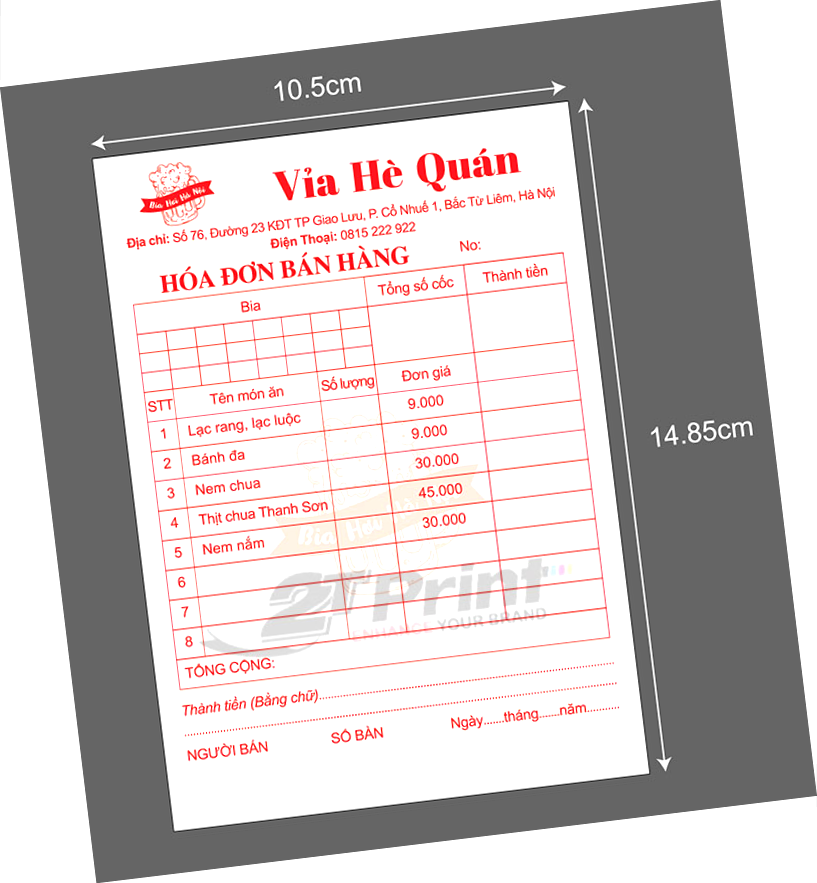 10.5cm
Bia Hơi Hà Nội
Vỉa Hè Quán
Địa chỉ: Số 76, Đường 23 KĐT TP Giao Lưu, P. Cổ Nhuế 1, Bắc Từ Liêm, Hà Nội
Điện Thoại: 0815 222 922
HÓA ĐƠN BÁN HÀNG No:
Bia Tổng số cốc Thành tiền
STT Tên món ăn Số lượng Đơn giá
1 Lạc rang, lạc luộc 9.000
2 Bánh đa 9.000
3 Nem chua 30.000
4 Thịt chua Thanh Sơn 45.000
5 Nem nắm 30.000
6
7
8
Bia Hơi
2TPrint
ENHANCE YOUR BRAND
TỔNG CỘNG:
Thành tiền (Bằng chữ)..........
NGƯỜI BÁN SỐ BÀN Ngày......tháng......năm..........
14.85cm